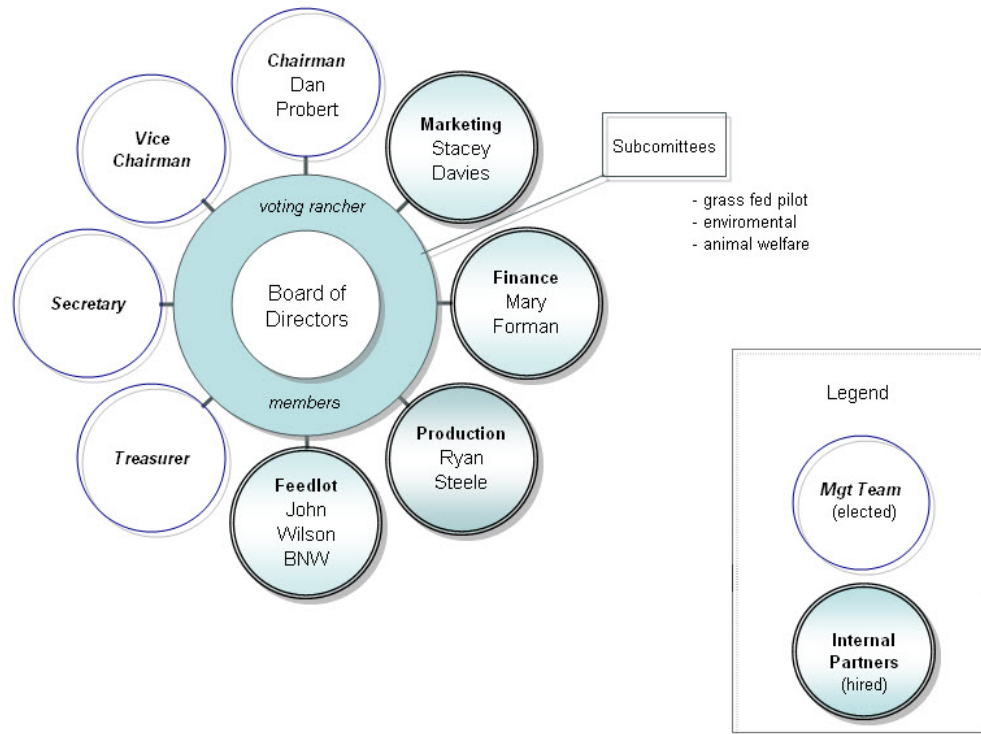 Chairman
Dan
Probert
Marketing
Stacey
Davies
Vice
Chairman
Subcomittees
- grass fed pilot
- enviromental
- animal welfare
voting rancher
Board of
Directors
members
Secretary
Finance
Mary
Forman
Treasurer
Production
Ryan
Steele
Feedlot
John
Wilson
BNW
Legend
Mgt Team
(elected)
Internal
Partners
(hired)